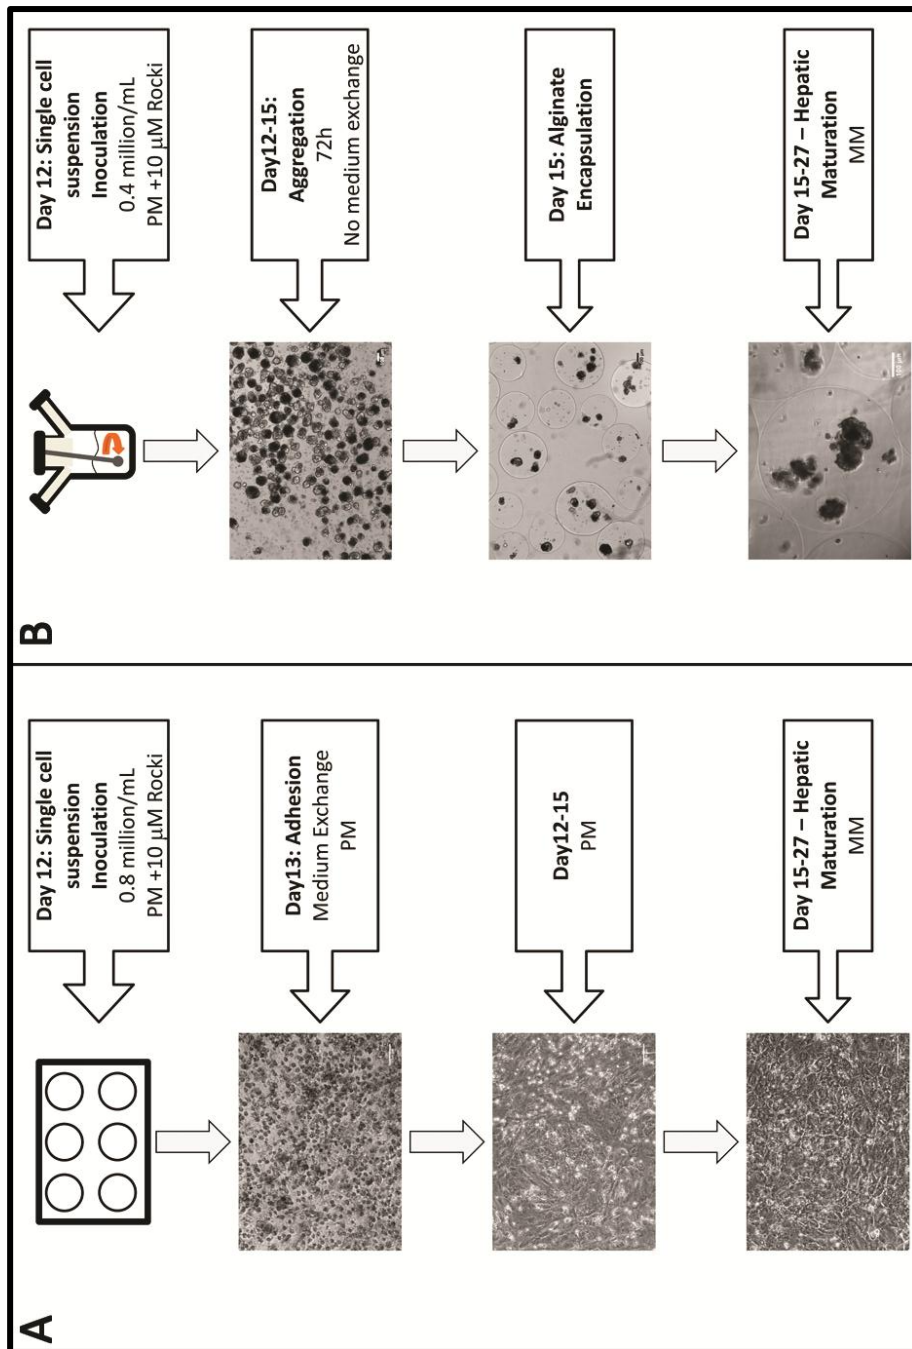 A
Day 12: Single cell
suspension
Inoculation
0.8 million/mL
PM +10 µM Rocki
Day13: Adhesion
Medium Exchange
PM
Day12-15
PM
Day 15-27 – Hepatic
Maturation
MM
B
Day 12: Single cell
suspension
Inoculation
0.4 million/mL
PM +10 µM Rocki
Day12-15:
Aggregation
72h
No medium exchange
Day 15: Alginate
Encapsulation
Day 15-27 – Hepatic
Maturation
MM
100 µm